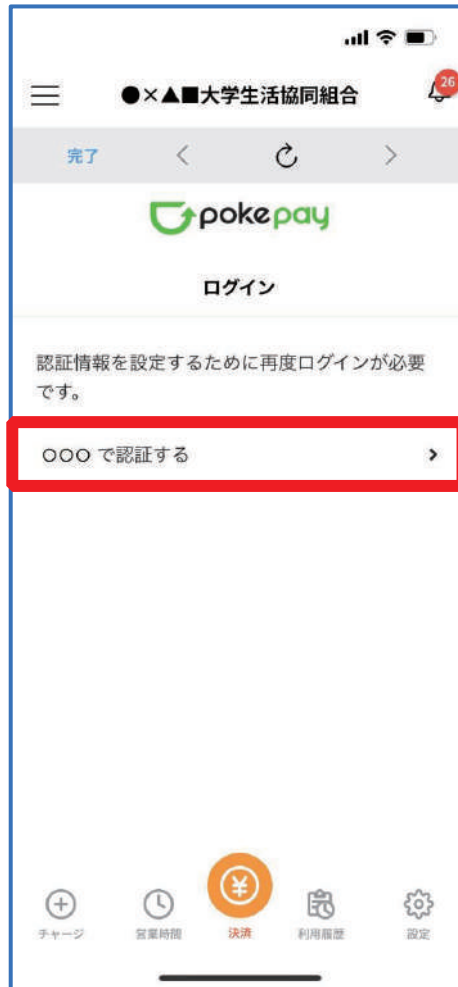 ●×▲■大学生活協同組合
26
完了
pokepay
ログイン
認証情報を設定するために再度ログインが必要
です。
○○○ で認証する
チャージ
営業時間
決済
利用履歴
設定